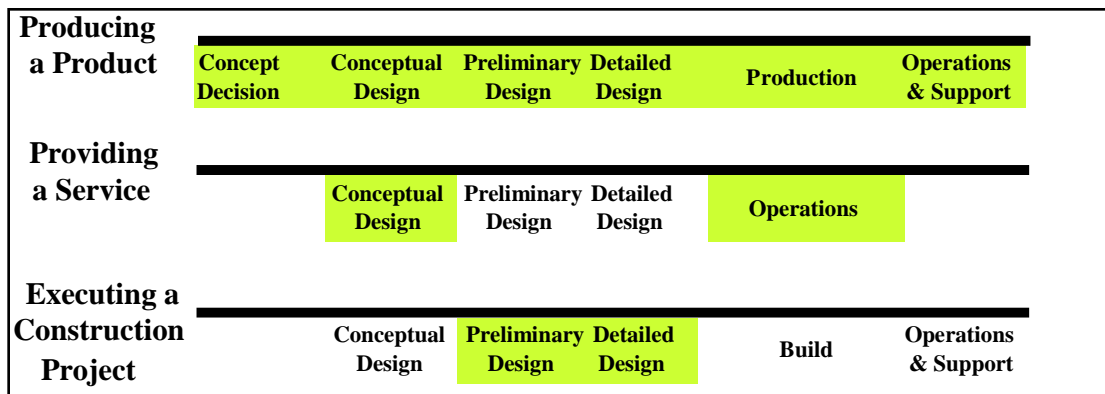 Producing
a Product
Concept Conceptual Preliminary Detailed Production Operations
Decision Design Design Design & Support
Providing
a Service
Conceptual Preliminary Detailed Operations
Design Design Design
Executing a
Construction
Project
Conceptual Preliminary Detailed Build Operations
Design Design Design & Support